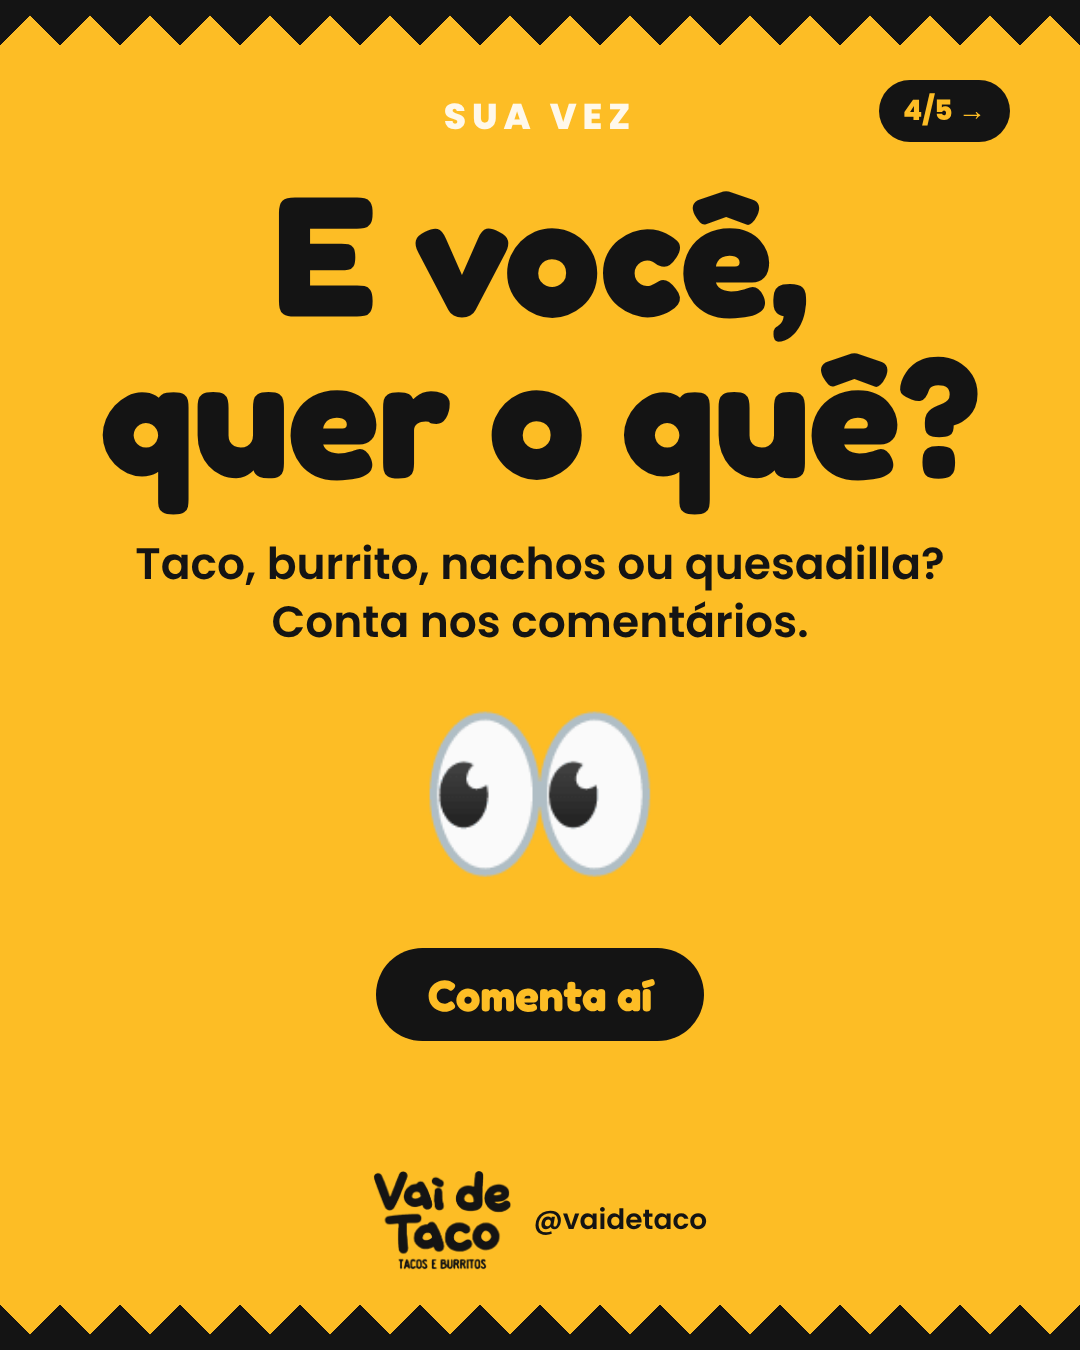 SUA VEZ
4/5 →
E você,
quer o quê?
Taco, burrito, nachos ou quesadilla?
Conta nos comentários.
Comenta aí
Vai de
Taco
TACOS E BURRITOS
@vaidetaco